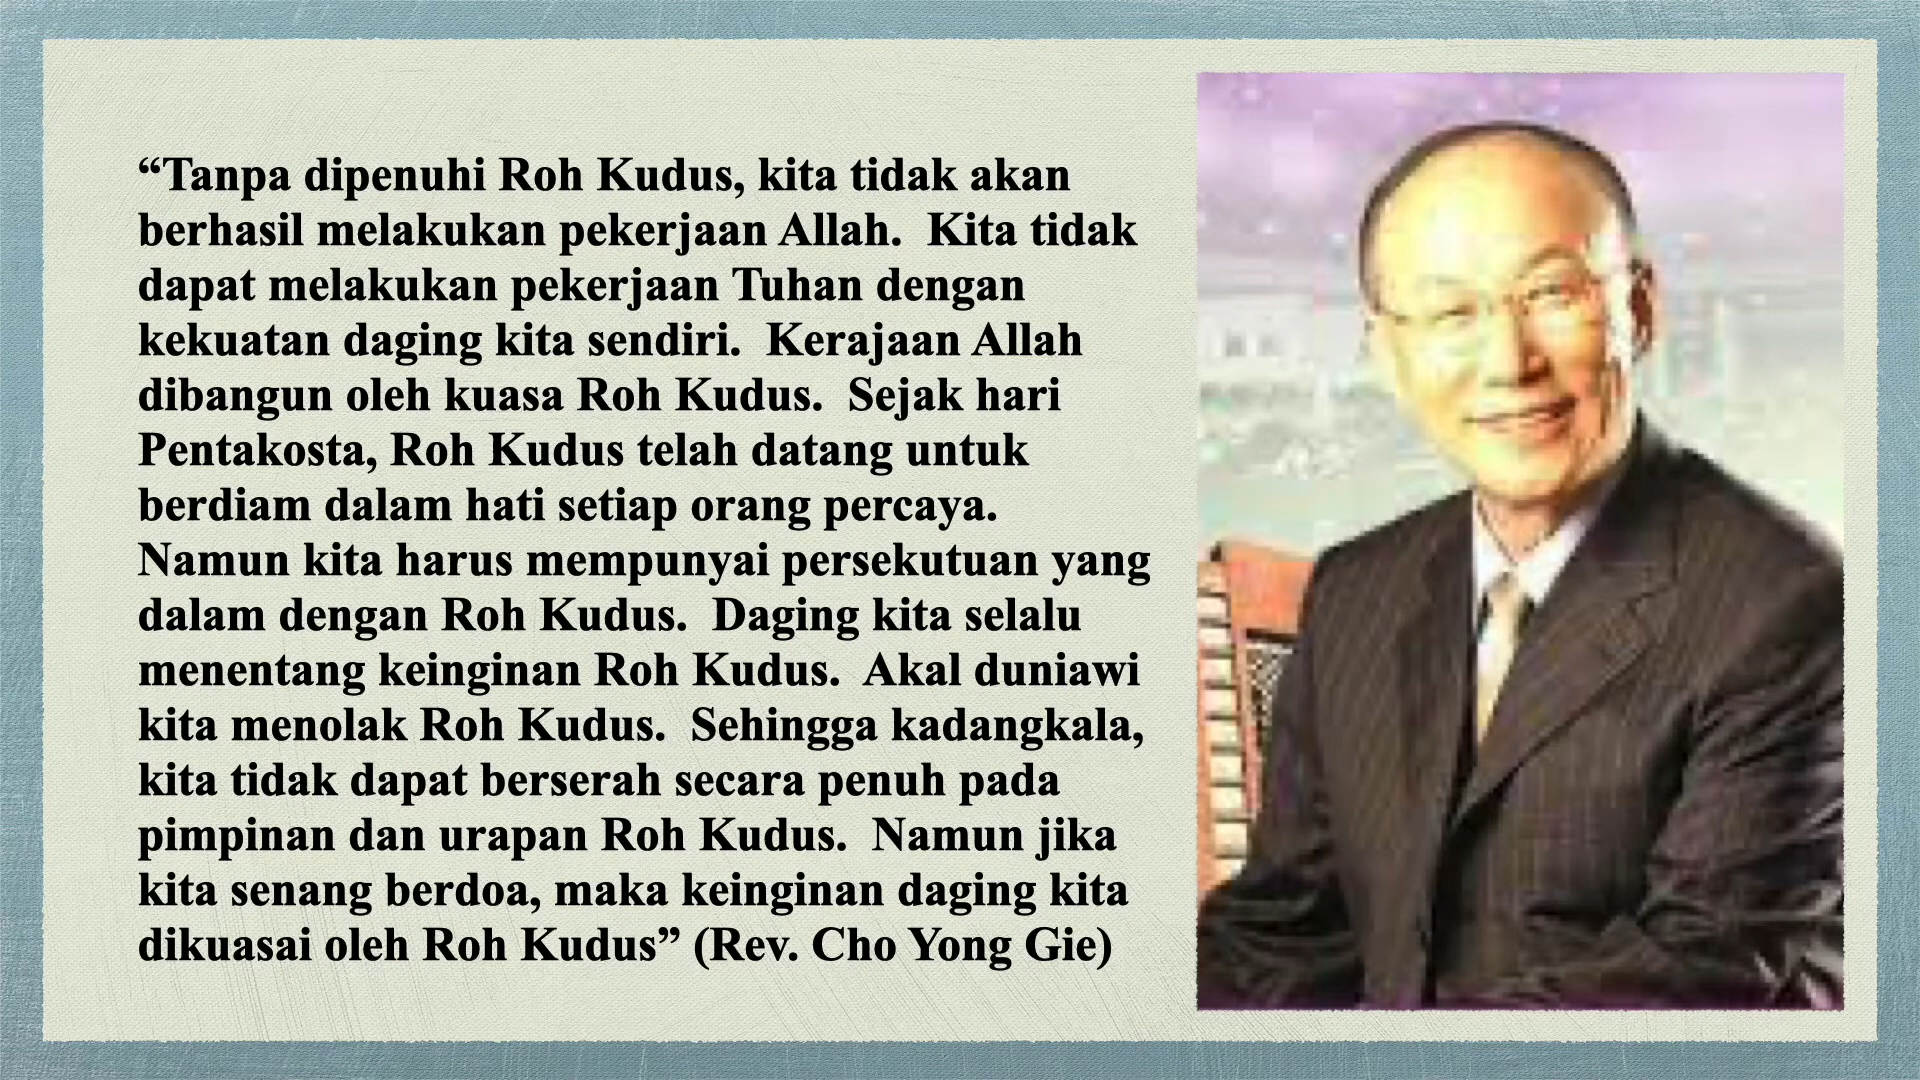 “Tanpa dipenuhi Roh Kudus, kita tidak akan
berhasil melakukan pekerjaan Allah.  Kita tidak
dapat melakukan pekerjaan Tuhan dengan
kekuatan daging kita sendiri.  Kerajaan Allah
dibangun oleh kuasa Roh Kudus.  Sejak hari
Pentakosta, Roh Kudus telah datang untuk
berdiam dalam hati setiap orang percaya.
Namun kita harus mempunyai persekutuan yang
dalam dengan Roh Kudus.  Daging kita selalu
menentang keinginan Roh Kudus.  Akal duniawi
kita menolak Roh Kudus.  Sehingga kadangkala,
kita tidak dapat berserah secara penuh pada
pimpinan dan urapan Roh Kudus.  Namun jika
kita senang berdoa, maka keinginan daging kita
dikuasai oleh Roh Kudus” (Rev. Cho Yong Gie)